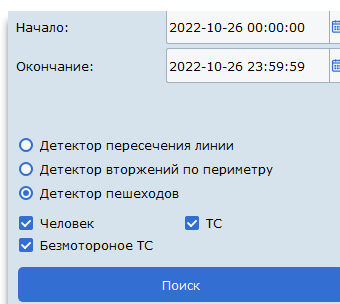 Начало: 2022-10-26 00:00:00
Окончание: 2022-10-26 23:59:59
Детектор пересечения линии
Детектор вторжений по периметру
Детектор пешеходов
Человек ТС
Безмотороное ТС
Поиск